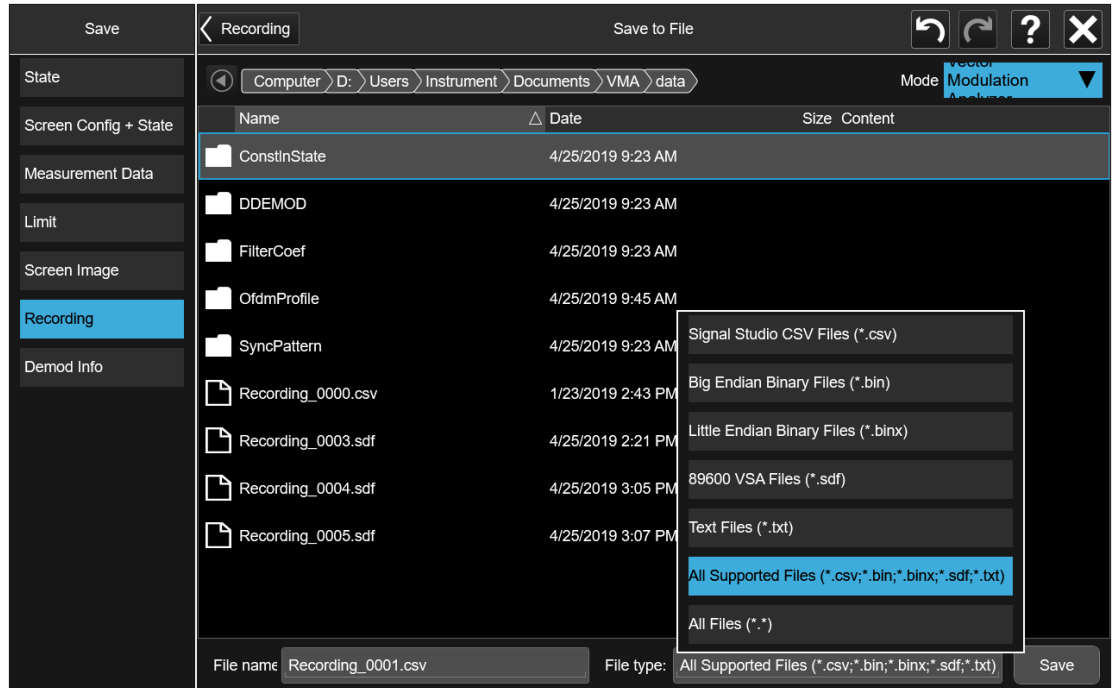 Save
Recording
Save to File
?
State
Screen Config + State
Measurement Data
Limit
Screen Image
Recording
Demod Info
Computer D: Users Instrument Documents VMA data
Mode
Vector
Modulation
Analyzer
Name Date Size Content
ConstInState 4/25/2019 9:23 AM
DDEMOD 4/25/2019 9:23 AM
FilterCoef 4/25/2019 9:23 AM
OfdmProfile 4/25/2019 9:45 AM
SyncPattern 4/25/2019 9:23 AM
Recording_0000.csv 1/23/2019 2:43 PM
Recording_0003.sdf 4/25/2019 2:21 PM
Recording_0004.sdf 4/25/2019 3:05 PM
Recording_0005.sdf 4/25/2019 3:07 PM
Signal Studio CSV Files (*.csv)
Big Endian Binary Files (*.bin)
Little Endian Binary Files (*.binx)
89600 VSA Files (*.sdf)
Text Files (*.txt)
All Supported Files (*.csv;*.bin;*.binx;*.sdf;*.txt)
All Files (*.*)
File name Recording_0001.csv File type: All Supported Files (*.csv;*.bin;*.binx;*.sdf;*.txt) Save